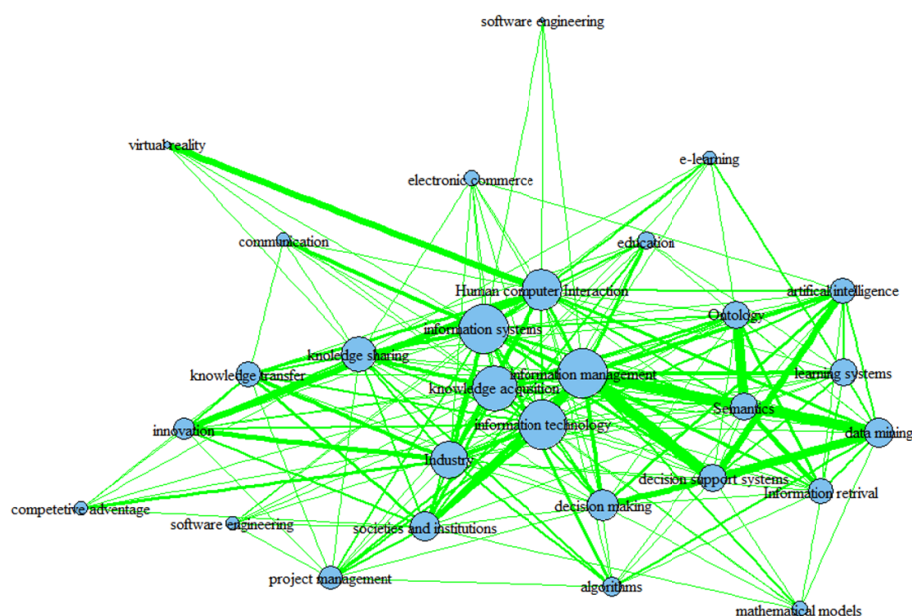 software engineering
virtual reality
e-learning
electronic commerce
communication
education
Human computer Interaction
artifical intelligence
Ontology
information systems
knoledge sharing
knowledge transfer
information management
learning systems
knowledge acqusition
Semantics
information technology
innovation
data mining
Industry
decision support systems
Information retrival
competetive adventage
decision making
software engineering
societies and institutions
project management
algorithms
mathematical models